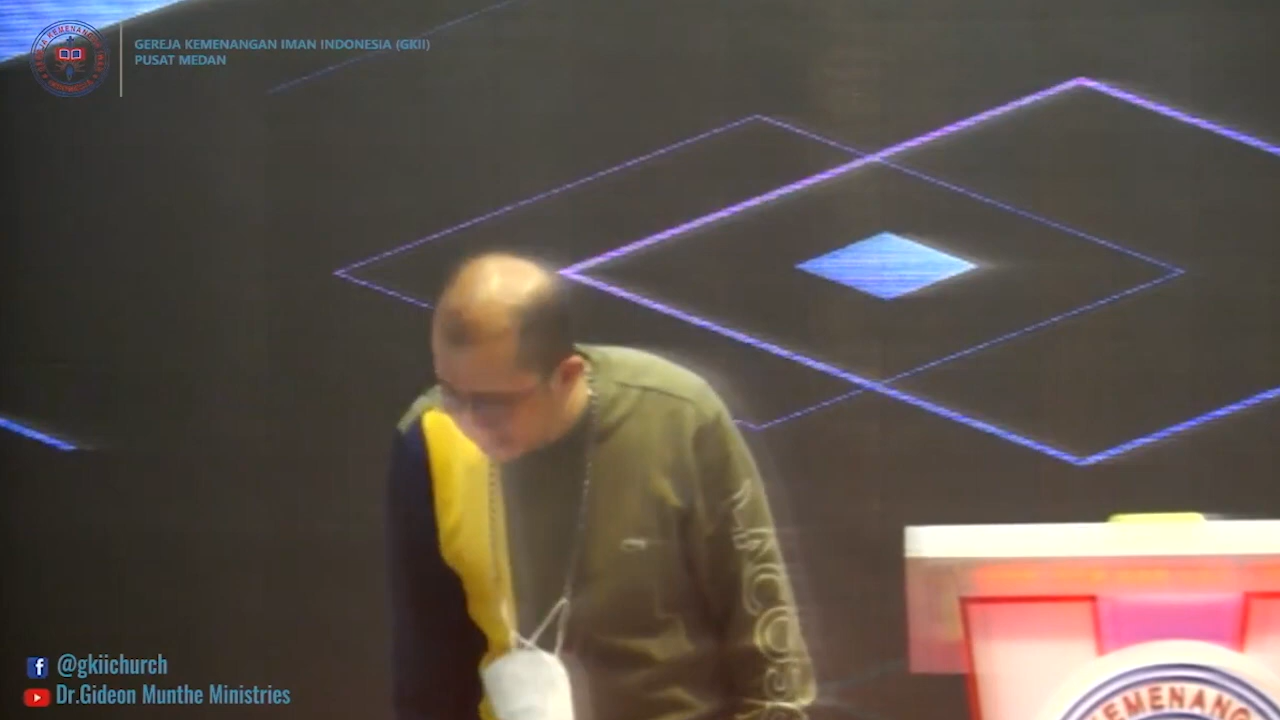 GEREJA KEMENANGAN IMAN INDONESIA (GKII)
PUSAT MEDAN
KEMENANG
@gkiichurch
Dr.Gideon Munthe Ministries